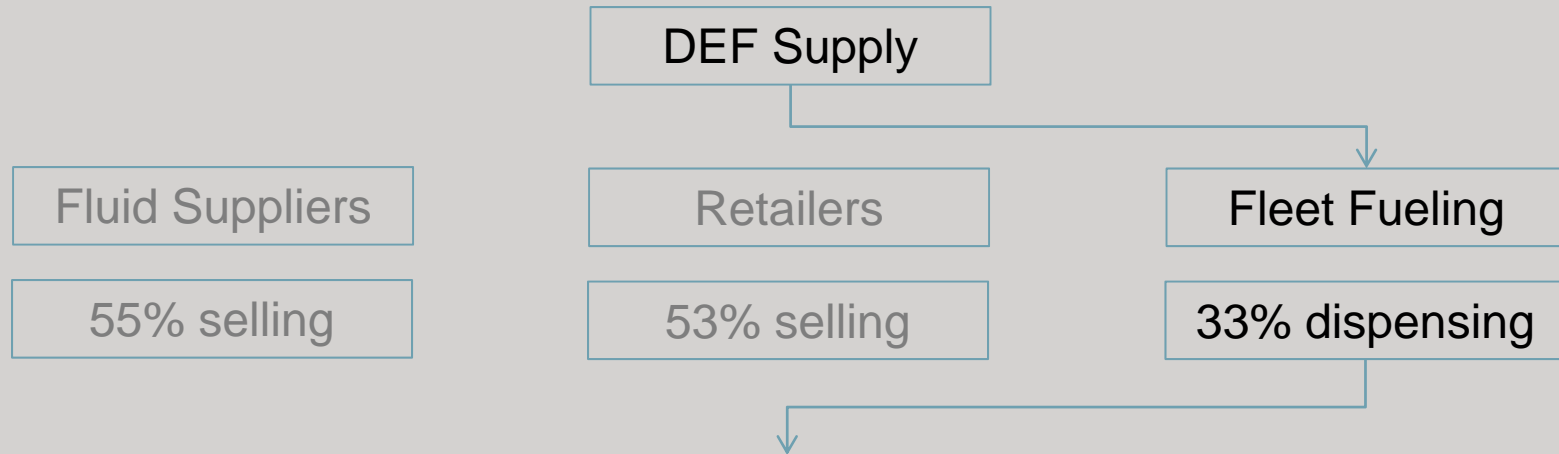 DEF Supply
Fluid Suppliers
Retailers
Fleet Fueling
55% selling
53% selling
33% dispensing